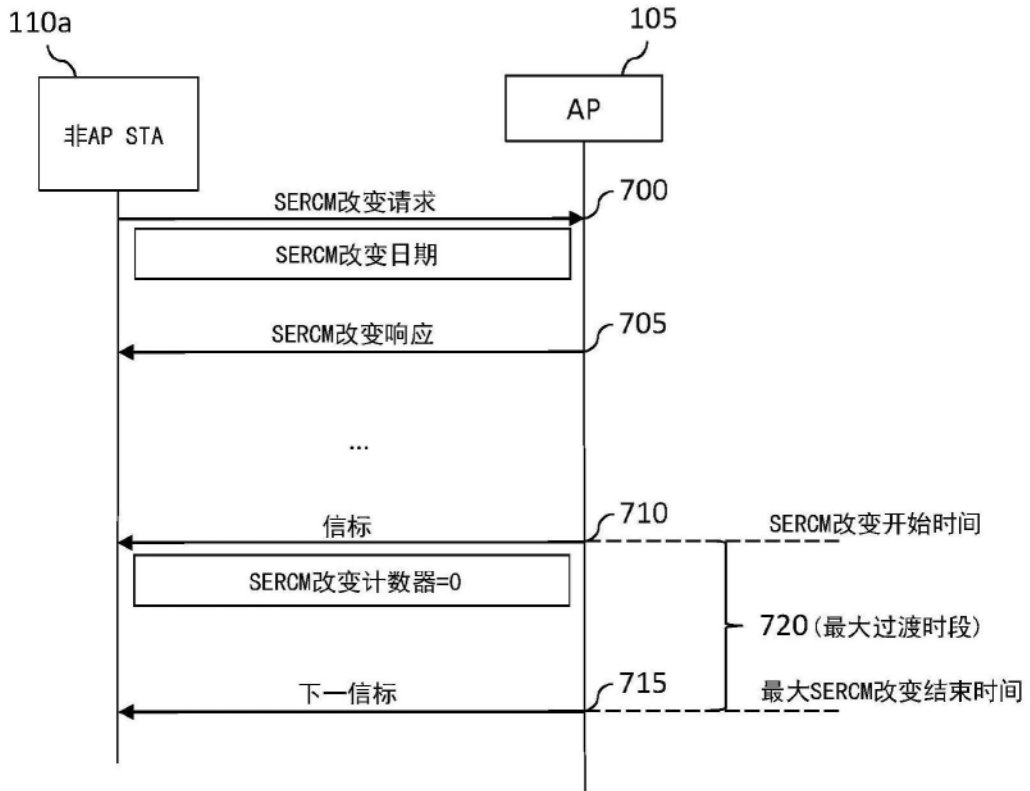 110a
105
非AP STA
AP
SERCM改变请求
700
SERCM改变日期
SERCM改变响应
705
...
信标
710
SERCM改变开始时间
SERCM改变计数器=0
720(最大过渡时段)
下一信标
715
最大SERCM改变结束时间